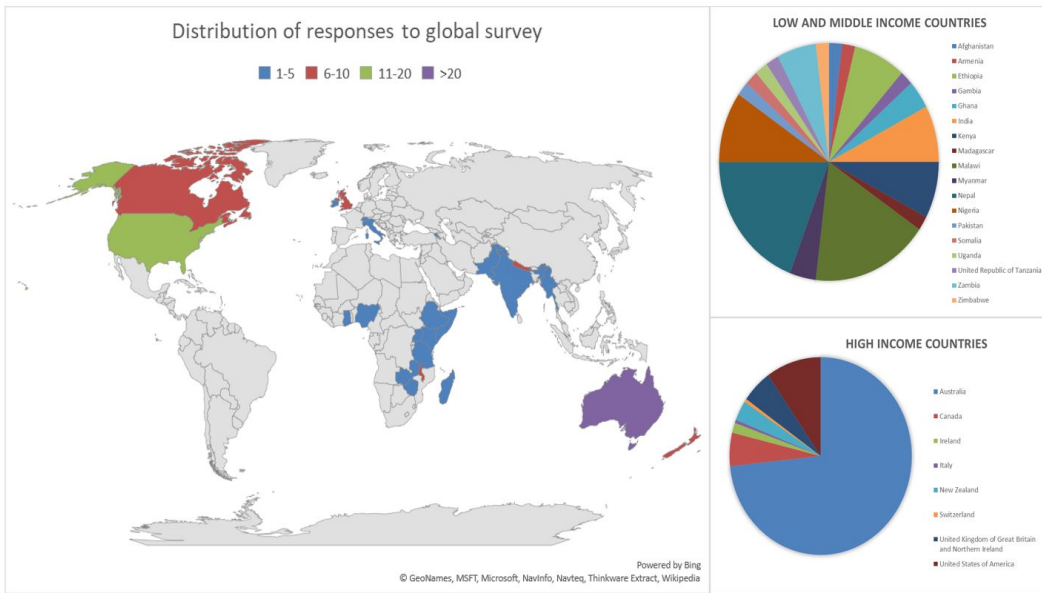 Distribution of responses to global survey
1-5 6-10 11-20 >20
Powered by Bing
© GeoNames, MSFT, Microsoft, NavInfo, Navteq, Thinkware Extract, Wikipedia
LOW AND MIDDLE INCOME COUNTRIES
Afghanistan
Armenia
Ethiopia
Gambia
Ghana
India
Kenya
Madagascar
Malawi
Myanmar
Nepal
Nigeria
Pakistan
Somalia
Uganda
United Republic of Tanzania
Zambia
Zimbabwe
HIGH INCOME COUNTRIES
Australia
Canada
Ireland
Italy
New Zealand
Switzerland
United Kingdom of Great Britain
and Northern Ireland
United States of America